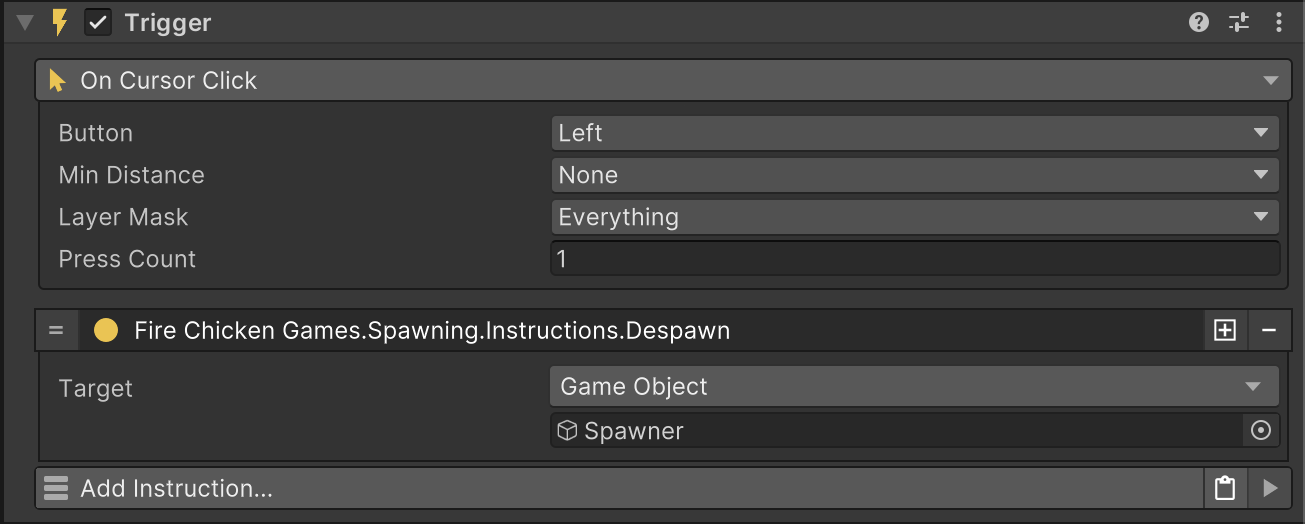 Trigger
On Cursor Click
Button Left
Min Distance None
Layer Mask Everything
Press Count 1
Fire Chicken Games.Spawning.Instructions.Despawn
Target Game Object
Spawner
Add Instruction...